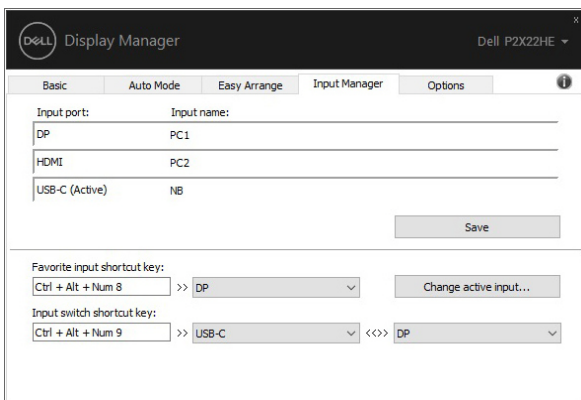 x
DELL Display Manager Dell P2X22HE
Basic Auto Mode Easy Arrange Input Manager Options i
Input port: Input name:
DP PC1
HDMI PC2
USB-C (Active) NB
Save
Favorite input shortcut key:
Ctrl + Alt + Num 8 >> DP Change active input...
Input switch shortcut key:
Ctrl + Alt + Num 9 >> USB-C <<>> DP